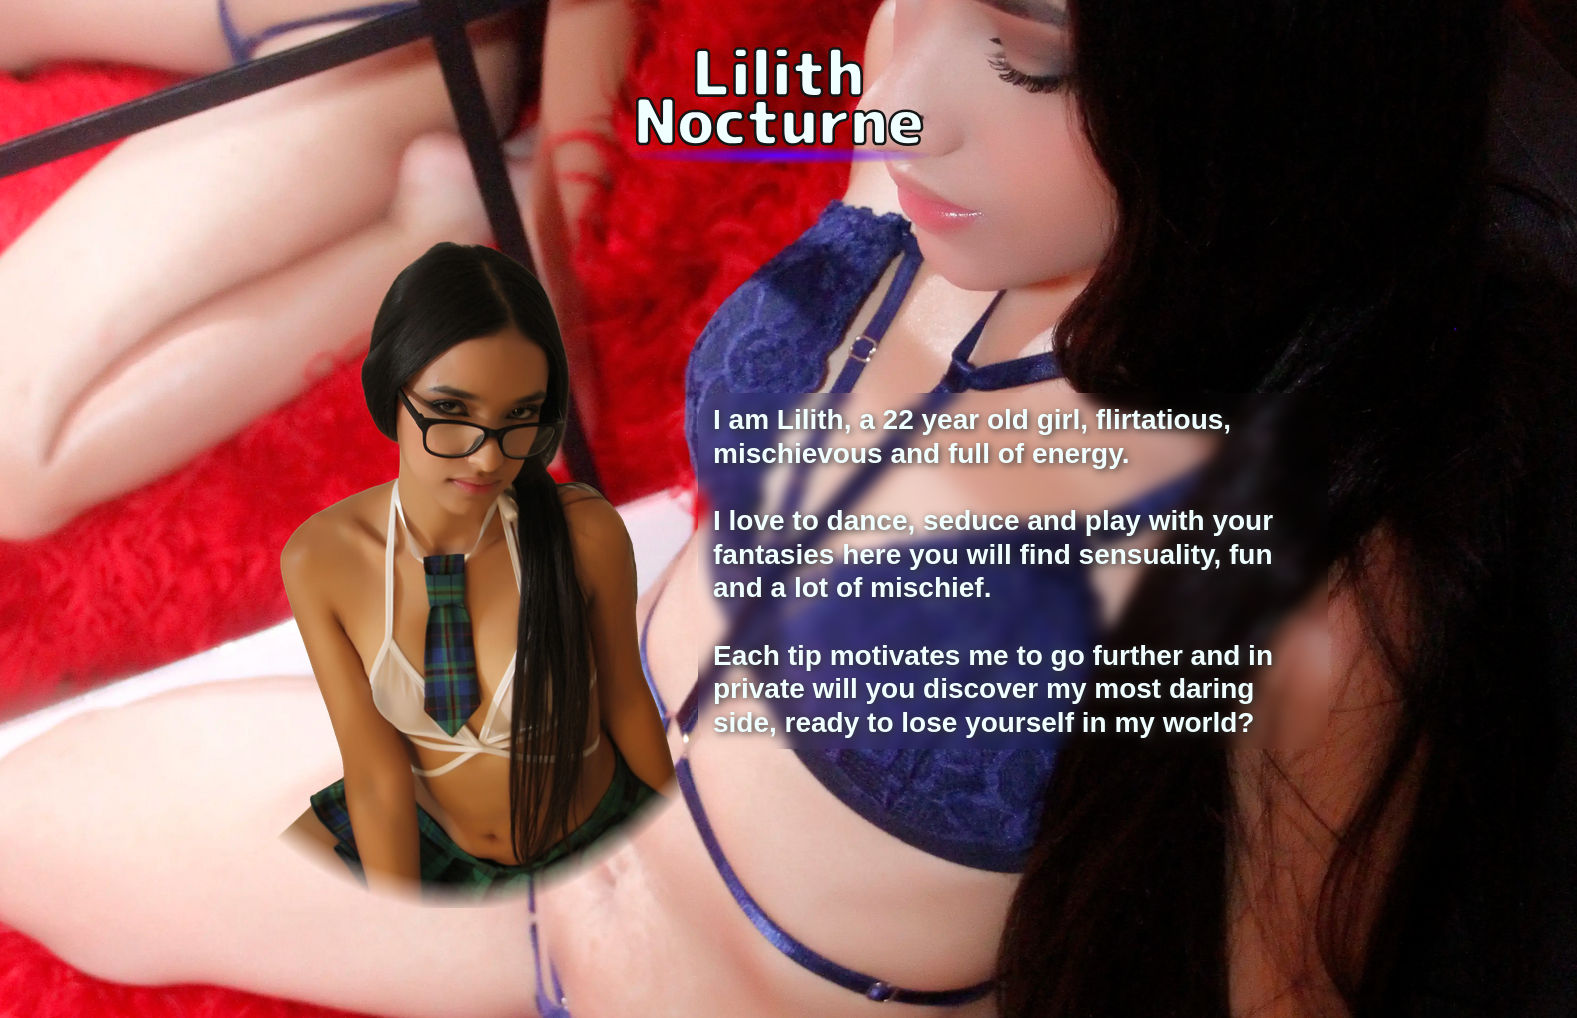 Lilith
Nocturne
I am Lilith, a 22 year old girl, flirtatious,
mischievous and full of energy.
I love to dance, seduce and play with your
fantasies here you will find sensuality, fun
and a lot of mischief.
Each tip motivates me to go further and in
private will you discover my most daring
side, ready to lose yourself in my world?